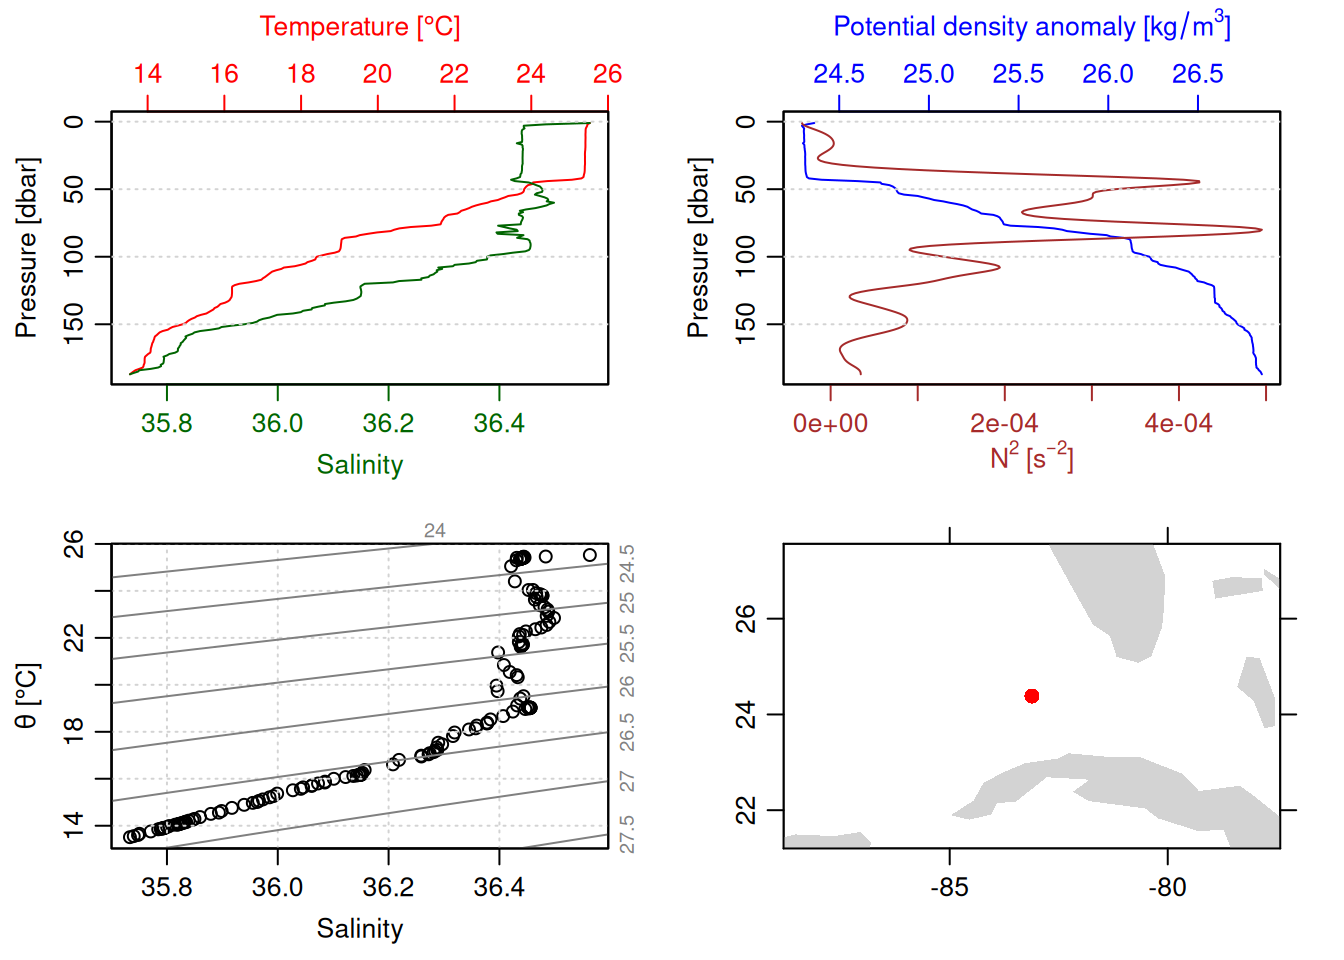 Temperature [°C]
14 16 18 20 22 24 26
0
50
100
150
Pressure [dbar]
35.8 36.0 36.2 36.4
Salinity
Potential density anomaly [kg/m³]
24.5 25.0 25.5 26.0 26.5
0
50
100
150
Pressure [dbar]
0e+00 2e-04 4e-04
N² [s⁻²]
24
24.5
25
25.5
26
26.5
27
27.5
26
22
18
14
θ [°C]
35.8 36.0 36.2 36.4
Salinity
26
24
22
-85 -80